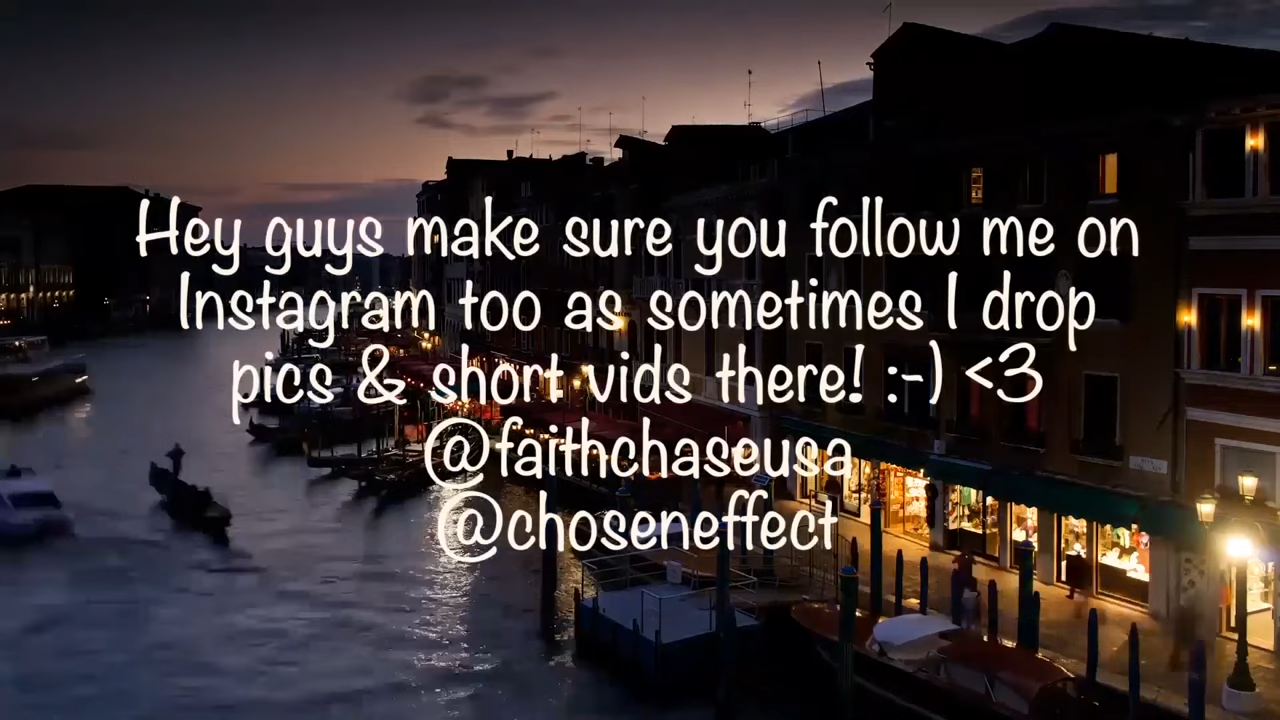 Hey guys make sure you follow me on
Instagram too as sometimes I drop
pics & short vids there! :-) <3
@faithchaseusa
@choseneffect